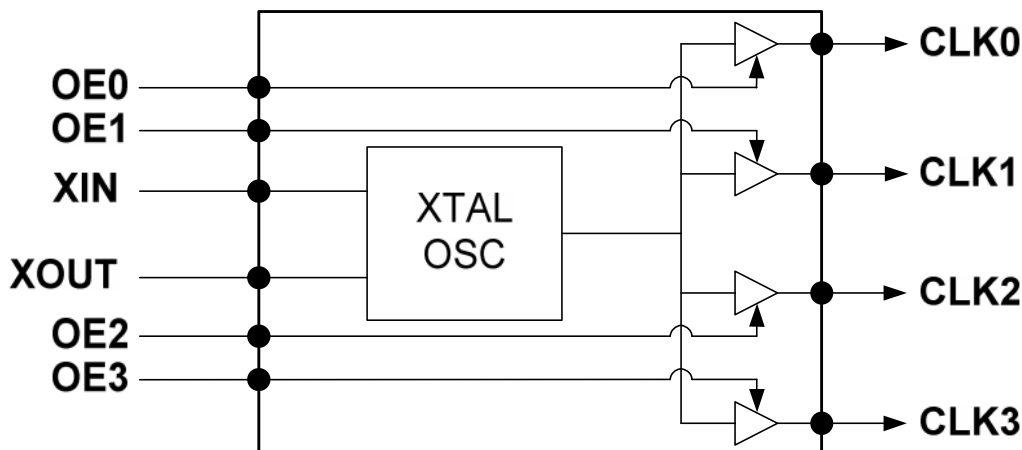 OE0
OE1
XIN
XOUT
OE2
OE3
XTAL
OSC
CLK0
CLK1
CLK2
CLK3